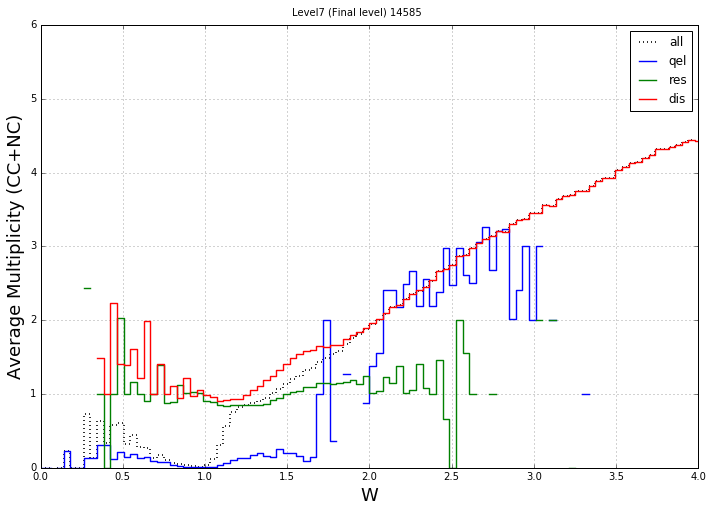 Level7 (Final level) 14585
6
all
qel
res
dis
5
4
3
2
1
0
Average Multiplicity (CC+NC)
0.0 0.5 1.0 1.5 2.0 2.5 3.0 3.5 4.0
W